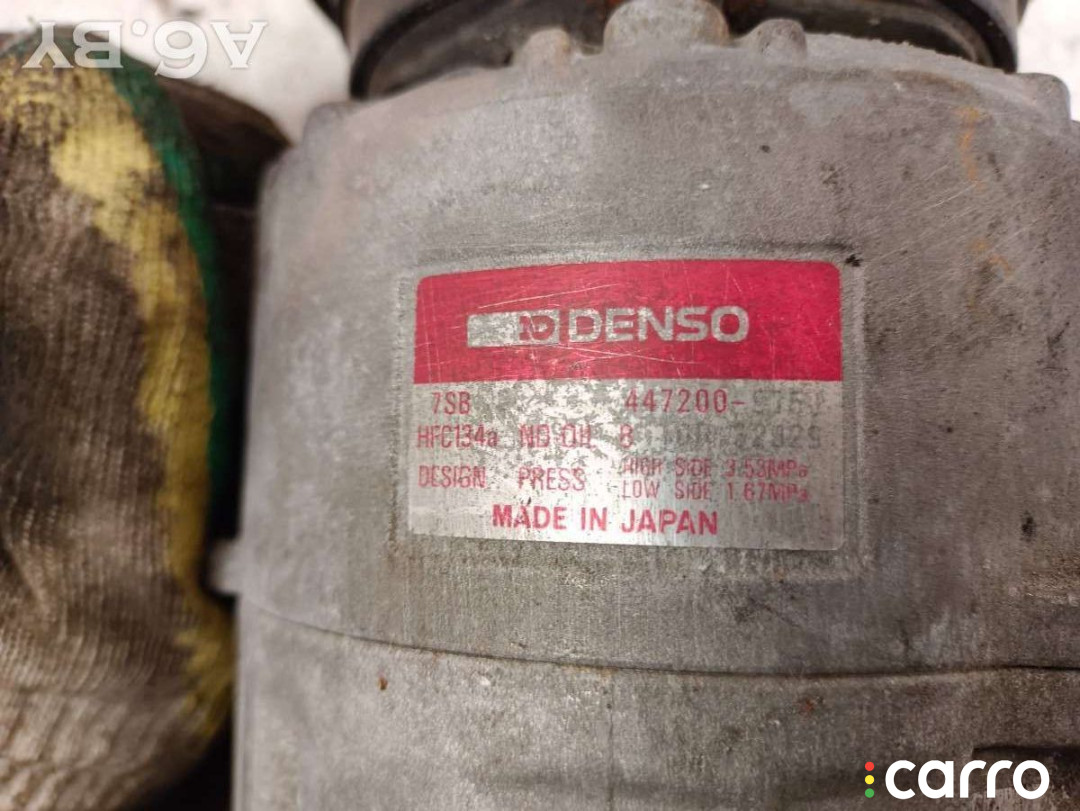 A6.BY
DENSO
7SB 447200-
HFC134a ND-OIL 8
DESIGN PRESS HIGH SIDE 3.53MPa
LOW SIDE 1.67MPa
MADE IN JAPAN
carro